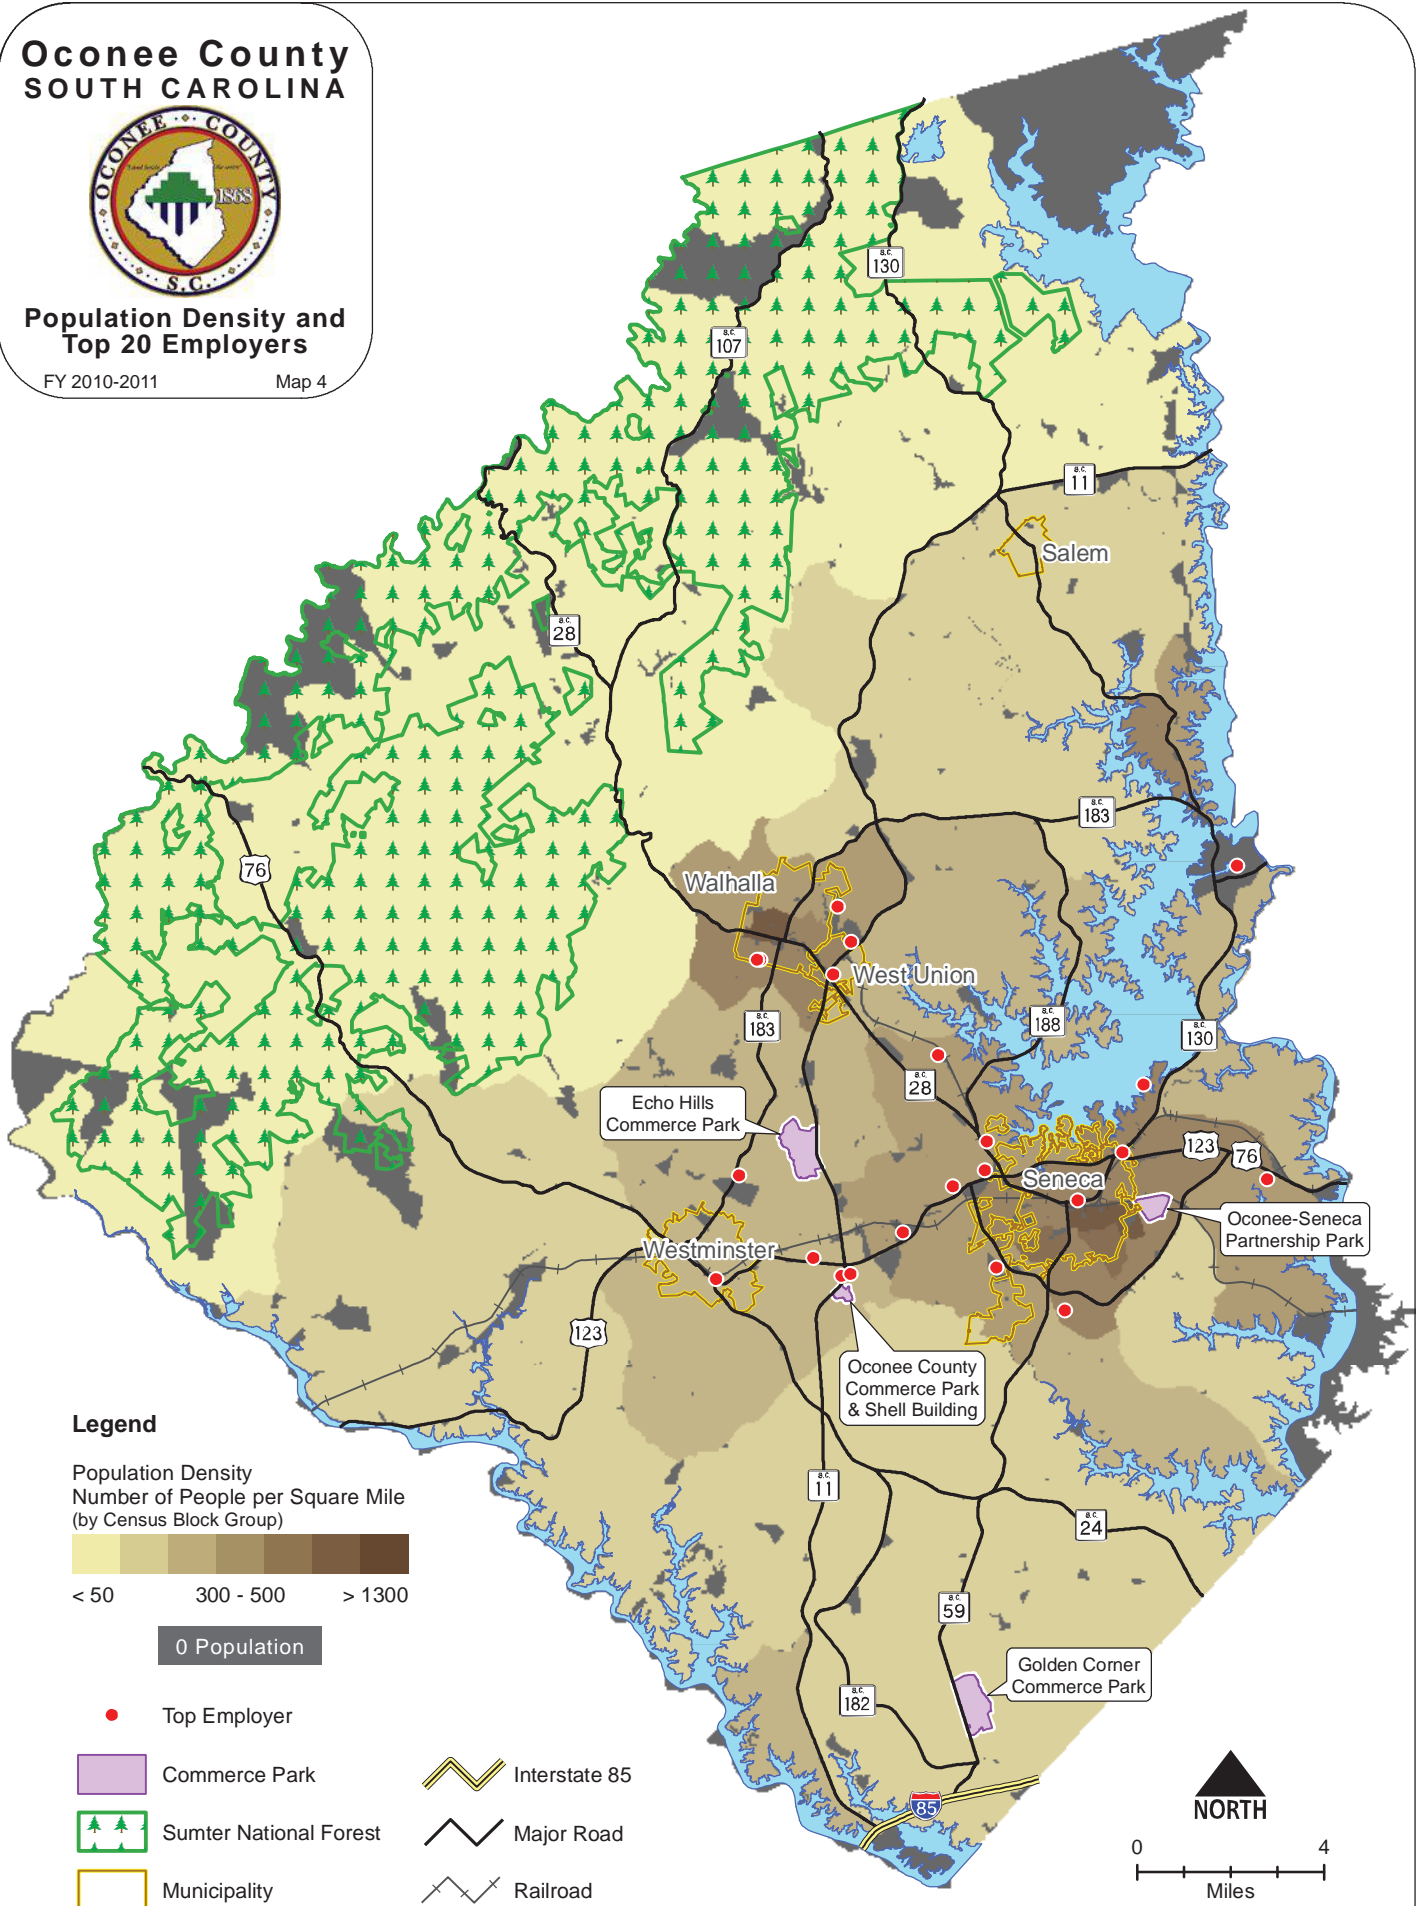 Oconee County
SOUTH CAROLINA
OCONEE COUNTY
1868
S.C.
Population Density and
Top 20 Employers
FY 2010-2011 Map 4
S.C.
130
S.C.
107
S.C.
11
Salem
S.C.
28
S.C.
183
76
Walhalla
West Union
S.C.
183
S.C.
188
S.C.
130
S.C.
28
Echo Hills
Commerce Park
123
76
Seneca
Oconee-Seneca
Partnership Park
Westminster
123
Oconee County
Commerce Park
& Shell Building
S.C.
11
S.C.
24
S.C.
59
Golden Corner
Commerce Park
S.C.
182
85
Legend
Population Density
Number of People per Square Mile
(by Census Block Group)
< 50 300 - 500 > 1300
0 Population
Top Employer
Commerce Park
Interstate 85
Sumter National Forest
Major Road
Municipality
Railroad
NORTH
0 4
Miles